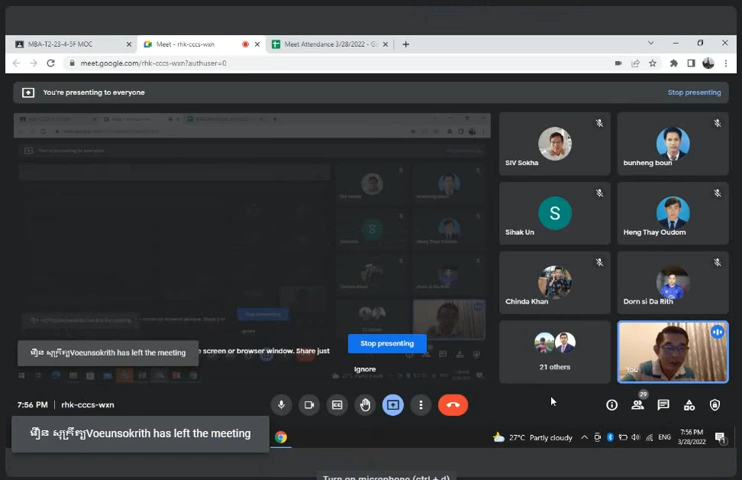 MBA-T2-23-4-5F MOC
Meet - rhk-cccs-wxn
Meet Attendance 3/28/2022 - G
meet.google.com/rhk-cccs-wxn?authuser=0
You're presenting to everyone
Stop presenting
SIV Sokha
bunheng boun
S
Sihak Un
Heng Thay Oudom
Chinda Khan
Dorn si Da Rith
21 others
You
Voeunsokrith has left the meeting
screen or browser window. Share just
Stop presenting
Ignore
7:56 PM
rhk-cccs-wxn
29
Voeunsokrith has left the meeting
27°C Partly cloudy
ENG
7:56 PM
3/28/2022
Turn on microphone (ctrl + d)